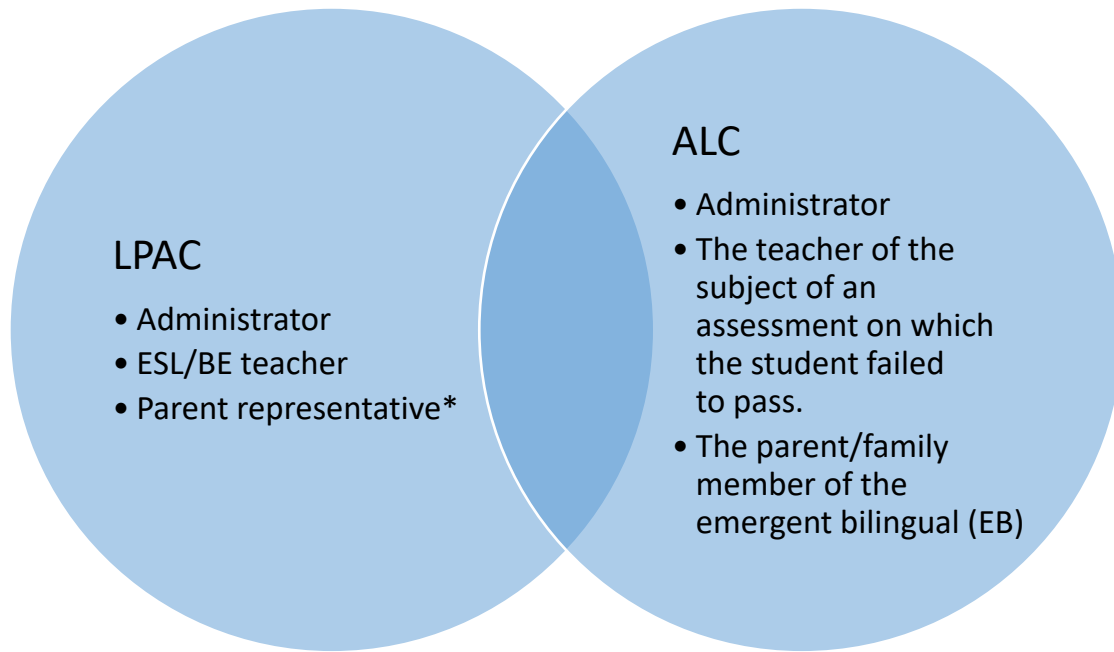 LPAC
• Administrator
• ESL/BE teacher
• Parent representative*
ALC
• Administrator
• The teacher of the
subject of an
assessment on which
the student failed
to pass.
• The parent/family
member of the
emergent bilingual (EB)